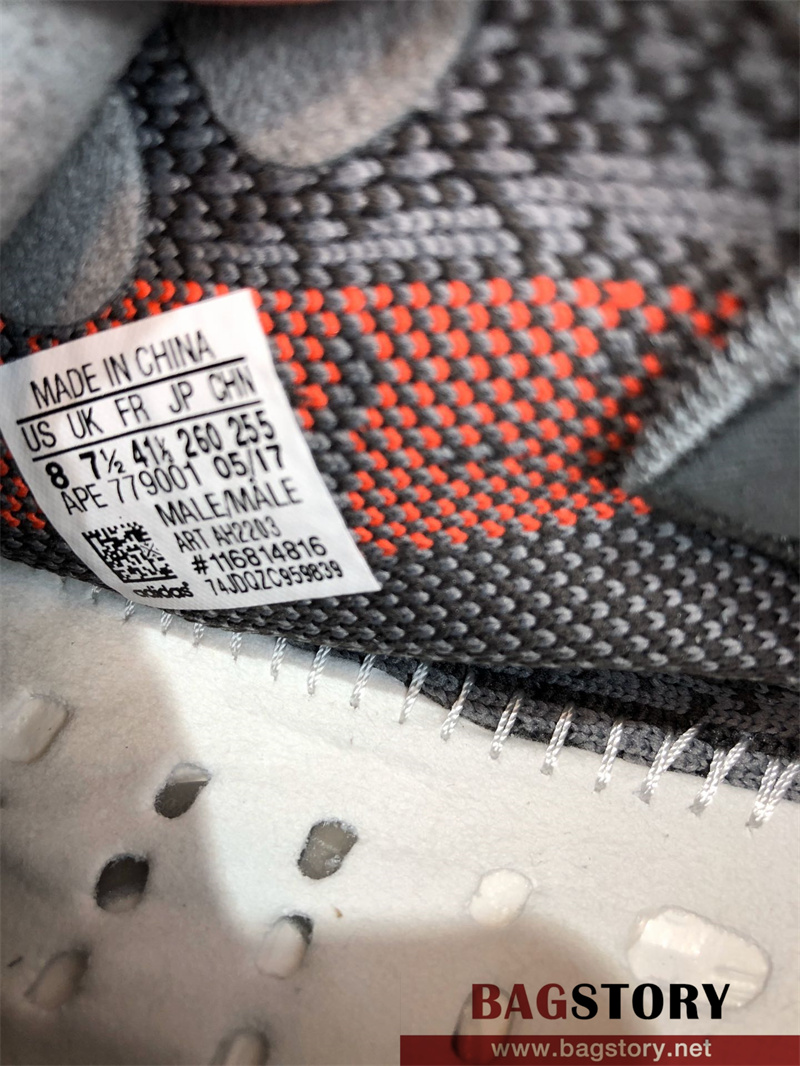 MADE IN CHINA
US UK FR JP CHN
8 7½ 41⅓ 260 255
APE 779001 05/17
MALE/MÂLE
ART AH2203
#116814816
74JDQZC959839
adidas
BAGSTORY
www.bagstory.net